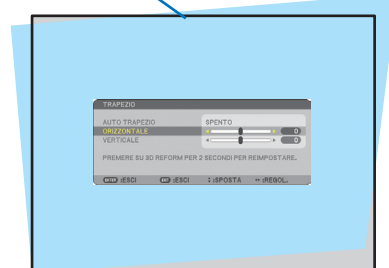 TRAPEZIO
AUTO TRAPEZIO SPENTO
ORIZZONTALE 0
VERTICALE 0
PREMERE SU 3D REFORM PER 2 SECONDI PER REIMPOSTARE.
:ESCI :ESCI :SPOSTA :REGOL.